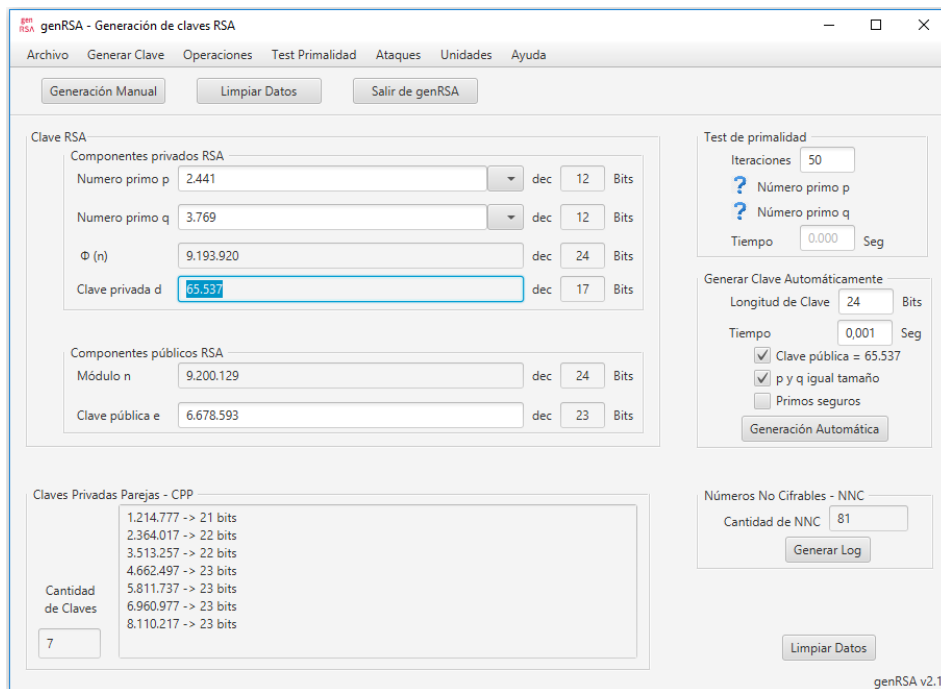 gen RSA genRSA - Generación de claves RSA
Archivo Generar Clave Operaciones Test Primalidad Ataques Unidades Ayuda
Generación Manual Limpiar Datos Salir de genRSA
Clave RSA
Componentes privados RSA
Numero primo p 2.441 dec 12 Bits
Numero primo q 3.769 dec 12 Bits
Φ (n) 9.193.920 dec 24 Bits
Clave privada d 65.537 dec 17 Bits
Componentes públicos RSA
Módulo n 9.200.129 dec 24 Bits
Clave pública e 6.678.593 dec 23 Bits
Test de primalidad
Iteraciones 50
? Número primo p
? Número primo q
Tiempo 0.000 Seg
Generar Clave Automáticamente
Longitud de Clave 24 Bits
Tiempo 0,001 Seg
Clave pública = 65.537
p y q igual tamaño
Primos seguros
Generación Automática
Claves Privadas Parejas - CPP
1.214.777 -> 21 bits
2.364.017 -> 22 bits
3.513.257 -> 22 bits
4.662.497 -> 23 bits
5.811.737 -> 23 bits
6.960.977 -> 23 bits
8.110.217 -> 23 bits
Cantidad
de Claves
7
Números No Cifrables - NNC
Cantidad de NNC 81
Generar Log
Limpiar Datos
genRSA v2.1